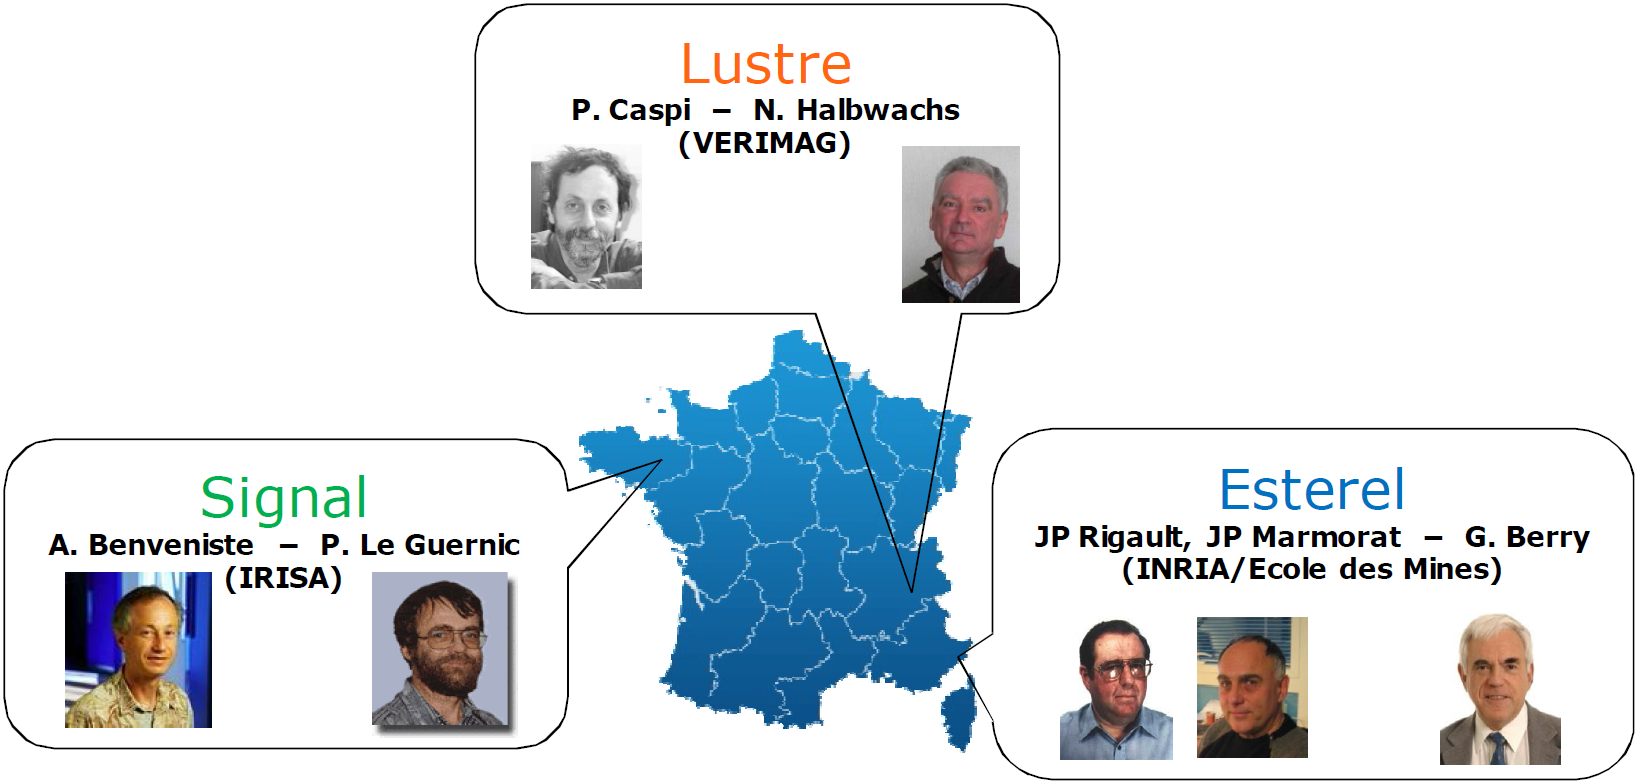 Lustre
P. Caspi – N. Halbwachs
(VERIMAG)
Signal
A. Benveniste – P. Le Guernic
(IRISA)
Esterel
JP Rigault, JP Marmorat – G. Berry
(INRIA/Ecole des Mines)